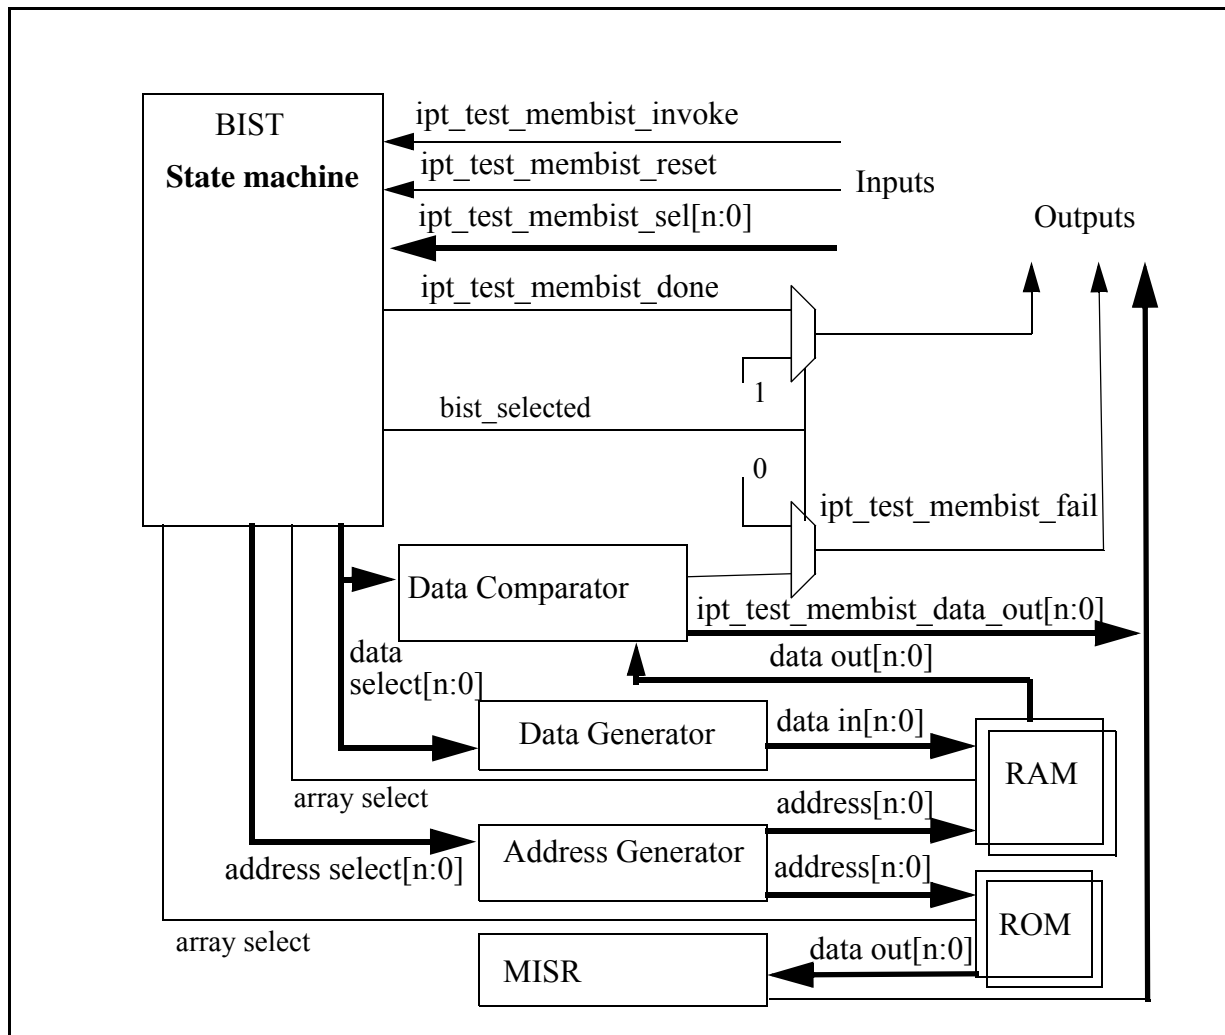 BIST
State machine
ipt_test_membist_invoke
ipt_test_membist_reset
Inputs
ipt_test_membist_sel[n:0]
Outputs
ipt_test_membist_done
1
bist_selected
0
ipt_test_membist_fail
Data Comparator
ipt_test_membist_data_out[n:0]
data
select[n:0]
data out[n:0]
Data Generator
data in[n:0]
RAM
array select
address[n:0]
Address Generator
address select[n:0]
address[n:0]
ROM
array select
data out[n:0]
MISR